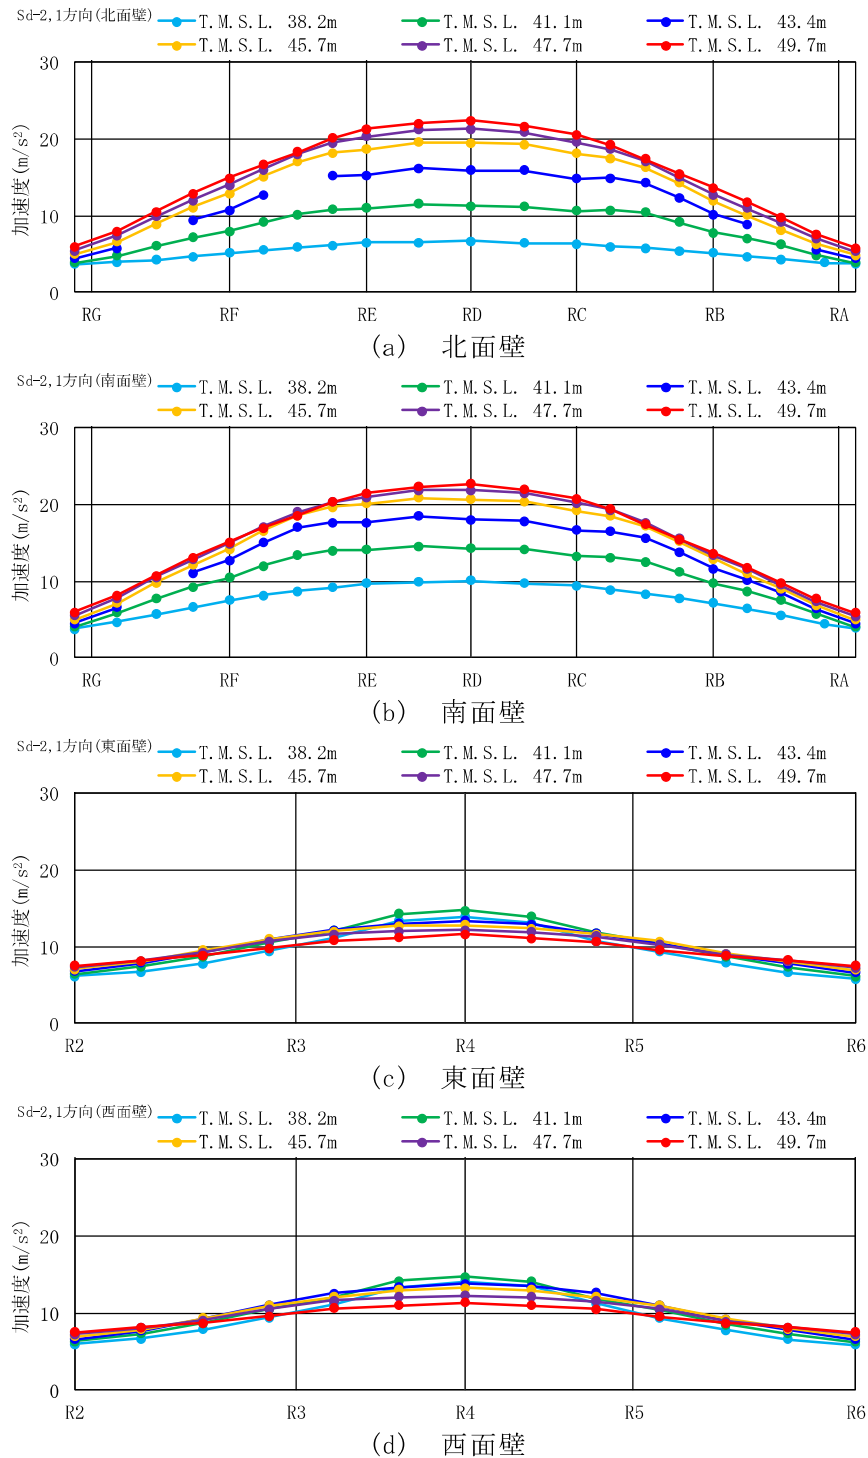 Sd-2,1方向(北面壁) T.M.S.L. 38.2m T.M.S.L. 41.1m T.M.S.L. 43.4m
T.M.S.L. 45.7m T.M.S.L. 47.7m T.M.S.L. 49.7m
30
20
10
0
加速度(m/s²)
RG RF RE RD RC RB RA
(a) 北面壁
Sd-2,1方向(南面壁) T.M.S.L. 38.2m T.M.S.L. 41.1m T.M.S.L. 43.4m
T.M.S.L. 45.7m T.M.S.L. 47.7m T.M.S.L. 49.7m
30
20
10
0
加速度(m/s²)
RG RF RE RD RC RB RA
(b) 南面壁
Sd-2,1方向(東面壁) T.M.S.L. 38.2m T.M.S.L. 41.1m T.M.S.L. 43.4m
T.M.S.L. 45.7m T.M.S.L. 47.7m T.M.S.L. 49.7m
30
20
10
0
加速度(m/s²)
R2 R3 R4 R5 R6
(c) 東面壁
Sd-2,1方向(西面壁) T.M.S.L. 38.2m T.M.S.L. 41.1m T.M.S.L. 43.4m
T.M.S.L. 45.7m T.M.S.L. 47.7m T.M.S.L. 49.7m
30
20
10
0
加速度(m/s²)
R2 R3 R4 R5 R6
(d) 西面壁